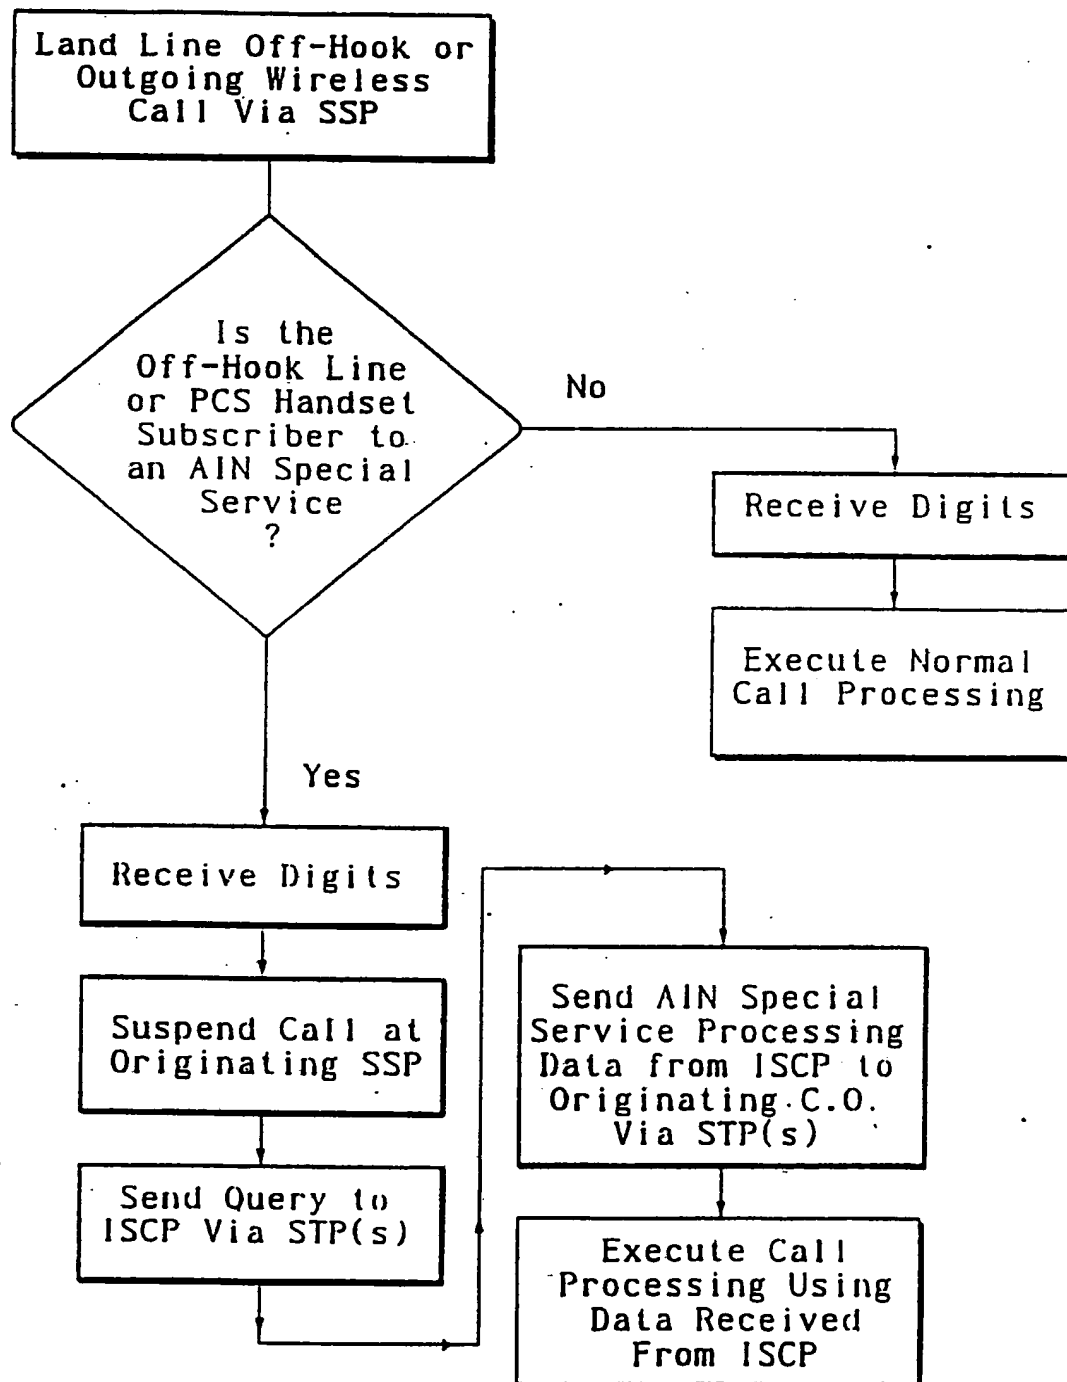 Land Line Off-Hook or
Outgoing Wireless
Call Via SSP
Is the
Off-Hook Line
or PCS Handset
Subscriber to
an AIN Special
Service
?
No
Receive Digits
Execute Normal
Call Processing
Yes
Receive Digits
Suspend Call at
Originating SSP
Send Query to
ISCP Via STP(s)
Send AIN Special
Service Processing
Data from ISCP to
Originating C.O.
Via STP(s)
Execute Call
Processing Using
Data Received
From ISCP